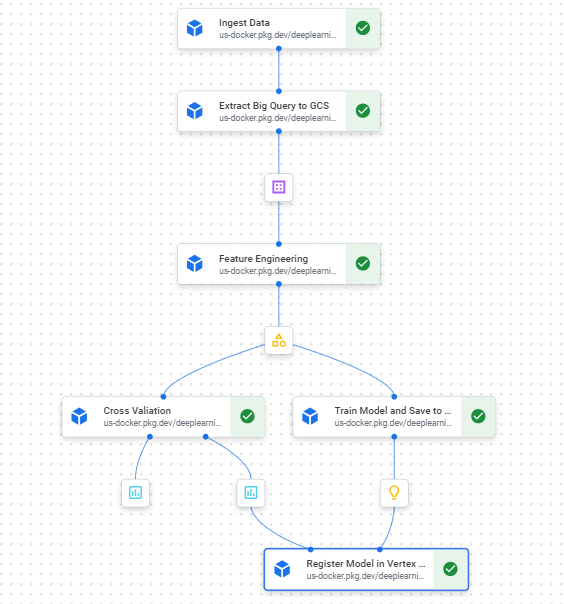 Ingest Data
us-docker.pkg.dev/deeplearni...
Extract Big Query to GCS
us-docker.pkg.dev/deeplearni...
Feature Engineering
us-docker.pkg.dev/deeplearni...
Cross Valiation
us-docker.pkg.dev/deeplearni...
Train Model and Save to ...
us-docker.pkg.dev/deeplearni...
Register Model in Vertex ...
us-docker.pkg.dev/deeplearni...